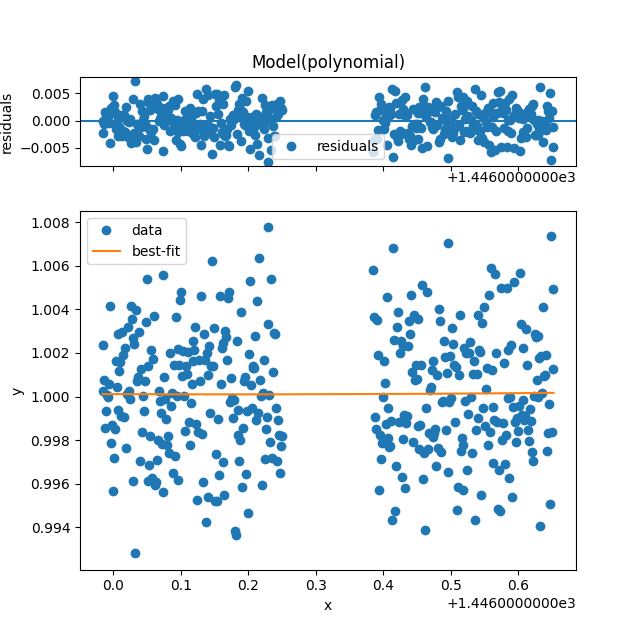 Model(polynomial)
residuals
0.005
0.000
−0.005
residuals
+1.4460000000e3
y
1.008
1.006
1.004
1.002
1.000
0.998
0.996
0.994
data
best-fit
0.0 0.1 0.2 0.3 0.4 0.5 0.6
x
+1.4460000000e3